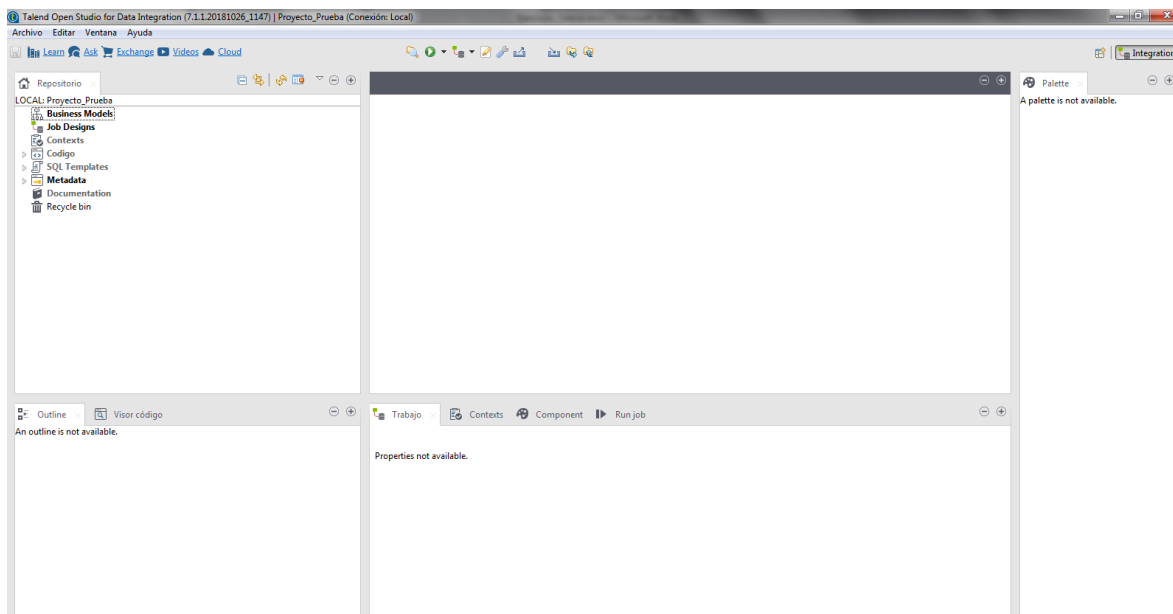 Talend Open Studio for Data Integration (7.1.1.20181026_1147) | Proyecto_Prueba (Conexión: Local)
Archivo Editar Ventana Ayuda
Learn Ask Exchange Videos Cloud
Integration
Repositorio
LOCAL: Proyecto_Prueba
Business Models
Job Designs
Contexts
Codigo
SQL Templates
Metadata
Documentation
Recycle bin
Palette
A palette is not available.
Outline Visor código
An outline is not available.
Trabajo Contexts Component Run job
Properties not available.